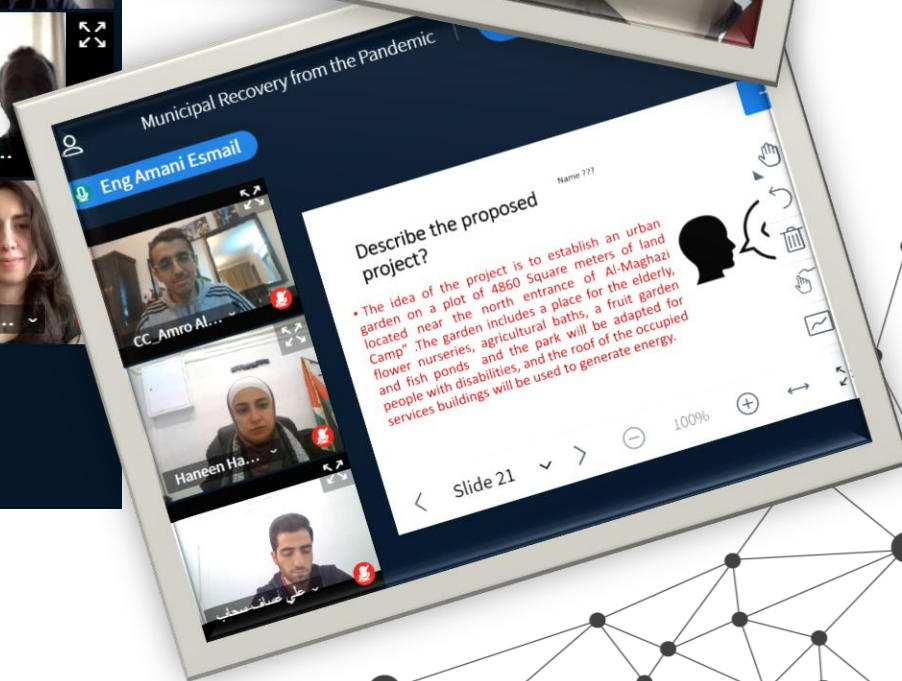 Municipal Recovery from the Pandemic
Eng Amani Esmail
CC_Amro Al...
Haneen Ha...
علي عساف سحاب
Name ???
Describe the proposed
project?
• The idea of the project is to establish an urban
garden on a plot of 4860 Square meters of land
located near the north entrance of Al-Maghazi
Camp" .The garden includes a place for the elderly,
flower nurseries, agricultural baths, a fruit garden
and fish ponds and the park will be adapted for
people with disabilities, and the roof of the occupied
services buildings will be used to generate energy.
Slide 21
100%